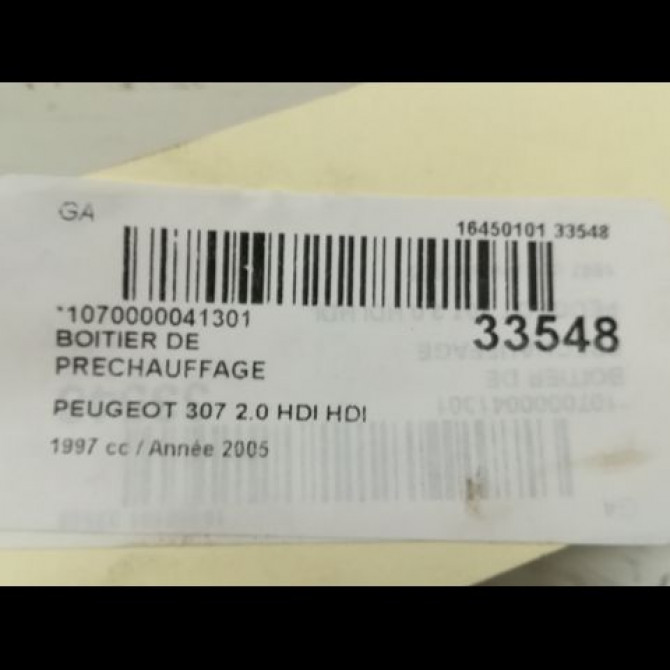 GA
16450101 33548
*1070000041301
33548
BOITIER DE
PRECHAUFFAGE
PEUGEOT 307 2.0 HDI HDI
1997 cc / Année 2005